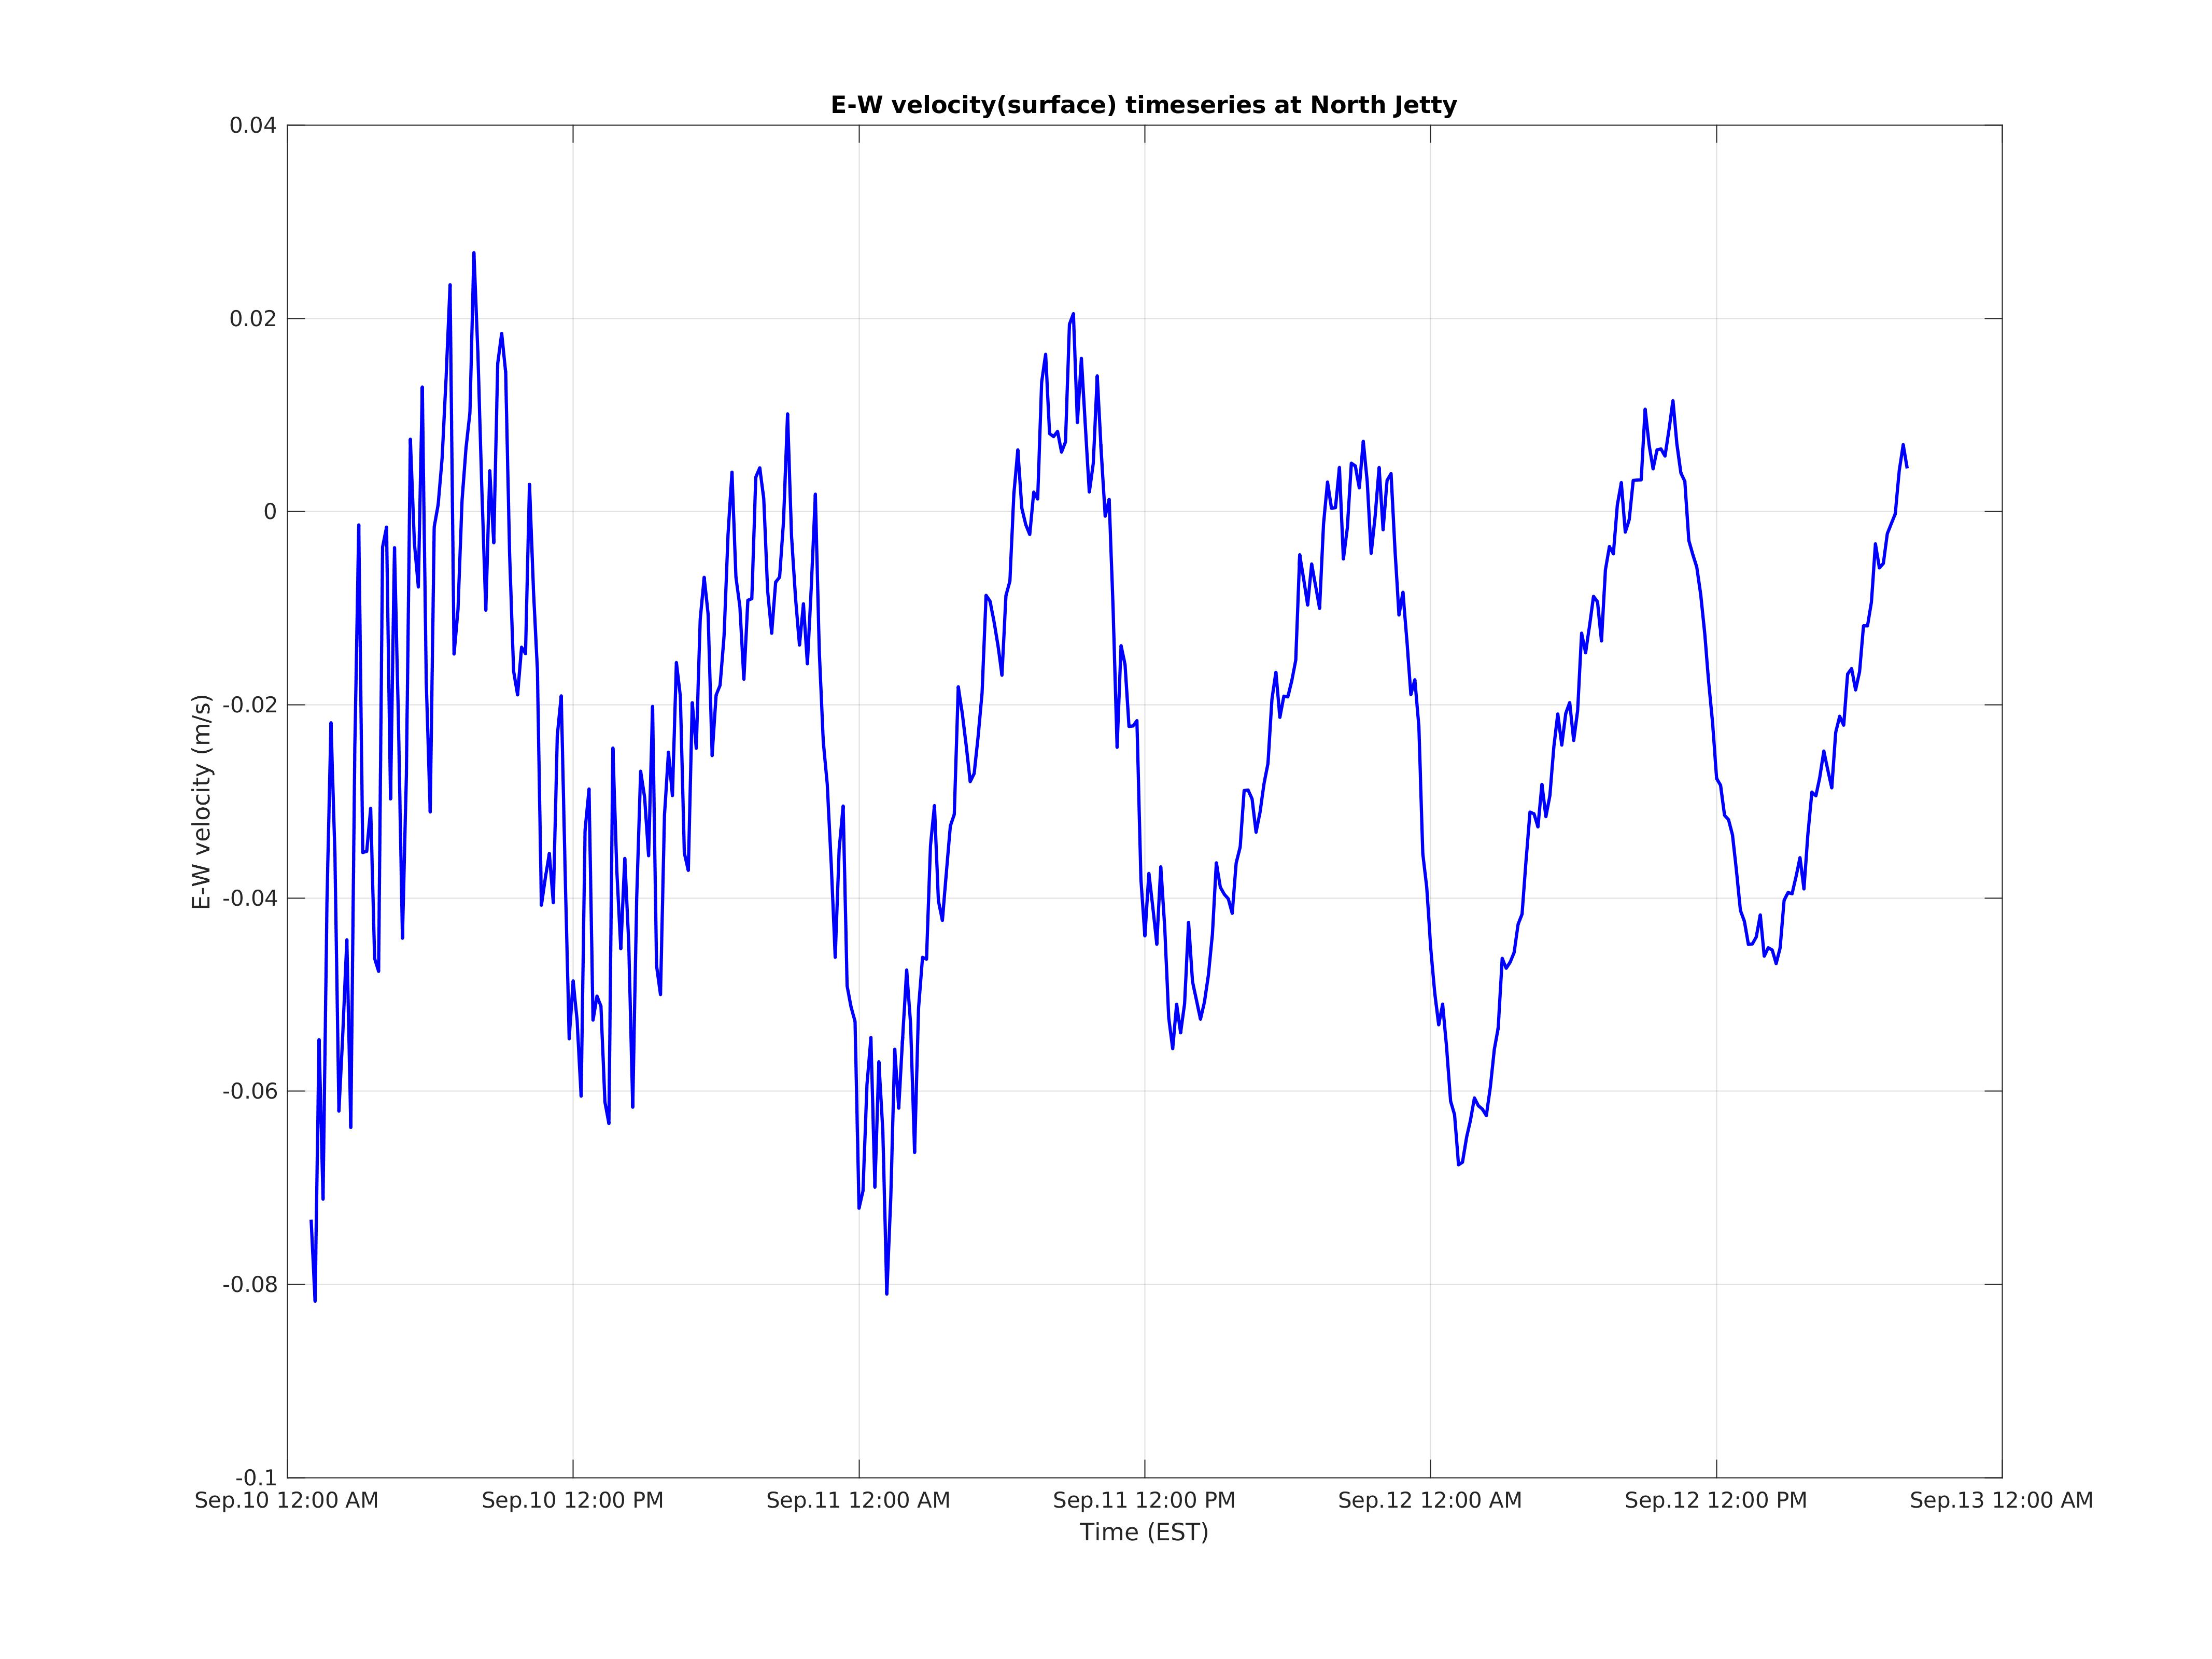 E-W velocity(surface) timeseries at North Jetty
0.04
0.02
0
-0.02
-0.04
-0.06
-0.08
-0.1
E-W velocity (m/s)
Sep.10 12:00 AM Sep.10 12:00 PM Sep.11 12:00 AM Sep.11 12:00 PM Sep.12 12:00 AM Sep.12 12:00 PM Sep.13 12:00 AM
Time (EST)